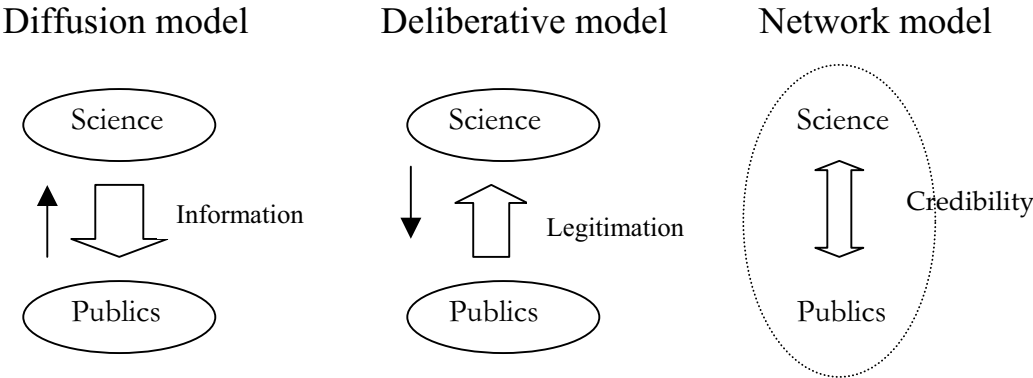 Diffusion model
Science
Information
Publics
Deliberative model
Science
Legitimation
Publics
Network model
Science
Credibility
Publics